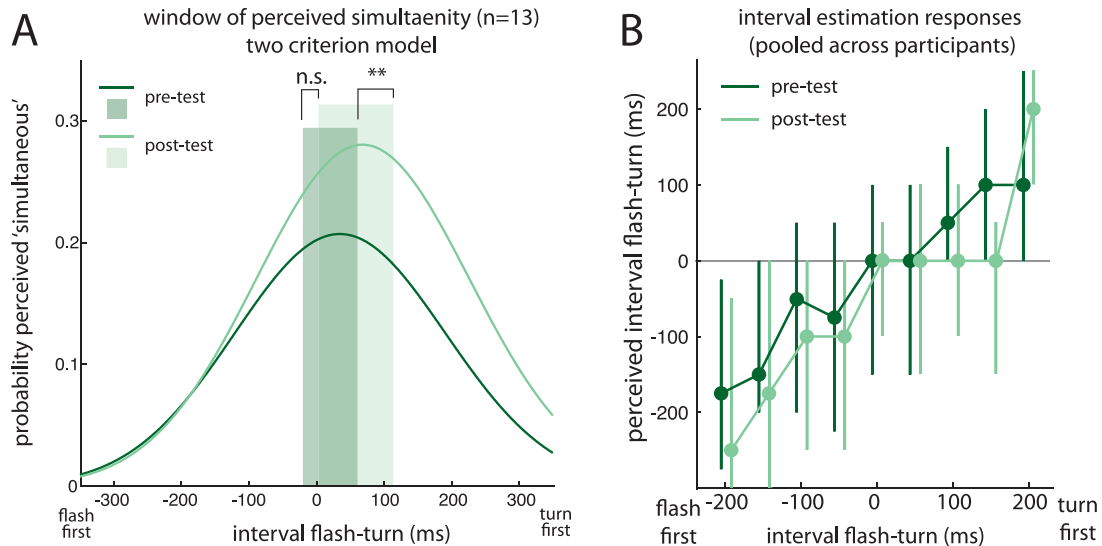 A
window of perceived simultaenity (n=13)
two criterion model
n.s.
**
pre-test
post-test
probability perceived 'simultaneous'
0.3
0.2
0.1
0
-300
-200
-100
0
100
200
300
flash
first
turn
first
interval flash-turn (ms)
B
interval estimation responses
(pooled across participants)
pre-test
post-test
perceived interval flash-turn (ms)
200
100
0
-100
-200
-200
-100
0
100
200
flash
first
turn
first
interval flash-turn (ms)